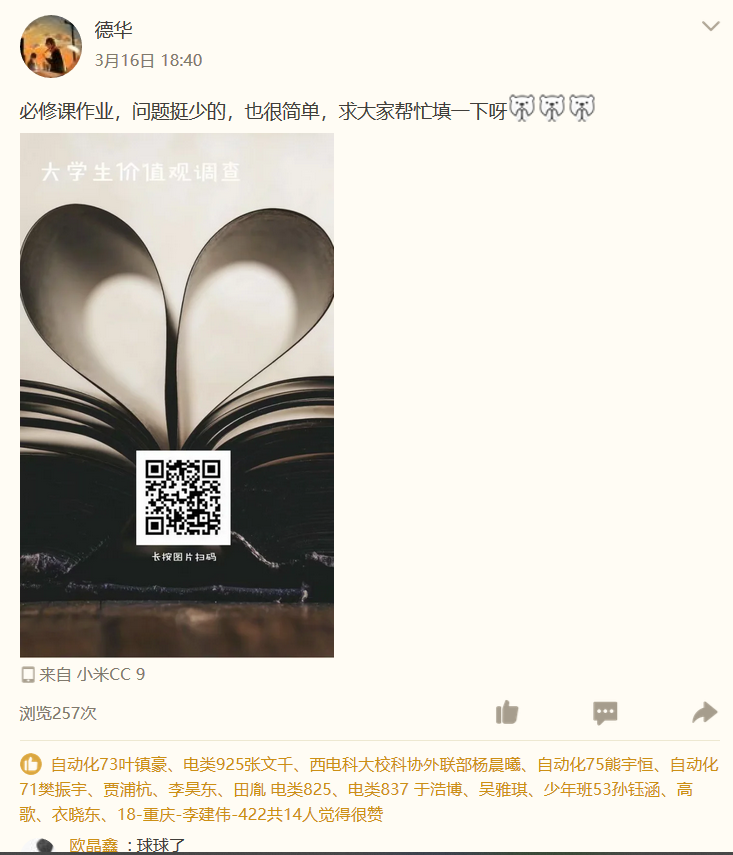 德华
3月16日 18:40
必修课作业，问题挺少的，也很简单，求大家帮忙填一下呀
大学生价值观调查
长按图片扫码
来自 小米CC 9
浏览257次
自动化73叶镇豪、电类925张文千、西电科大校科协外联部杨晨曦、自动化75熊宇恒、自动化
71樊振宇、贾浦杭、李昊东、田胤 电类825、电类837 于浩博、吴雅琪、少年班53孙钰涵、高
歌、衣晓东、18-重庆-李建伟-422共14人觉得很赞
欧晶鑫 ：球球了